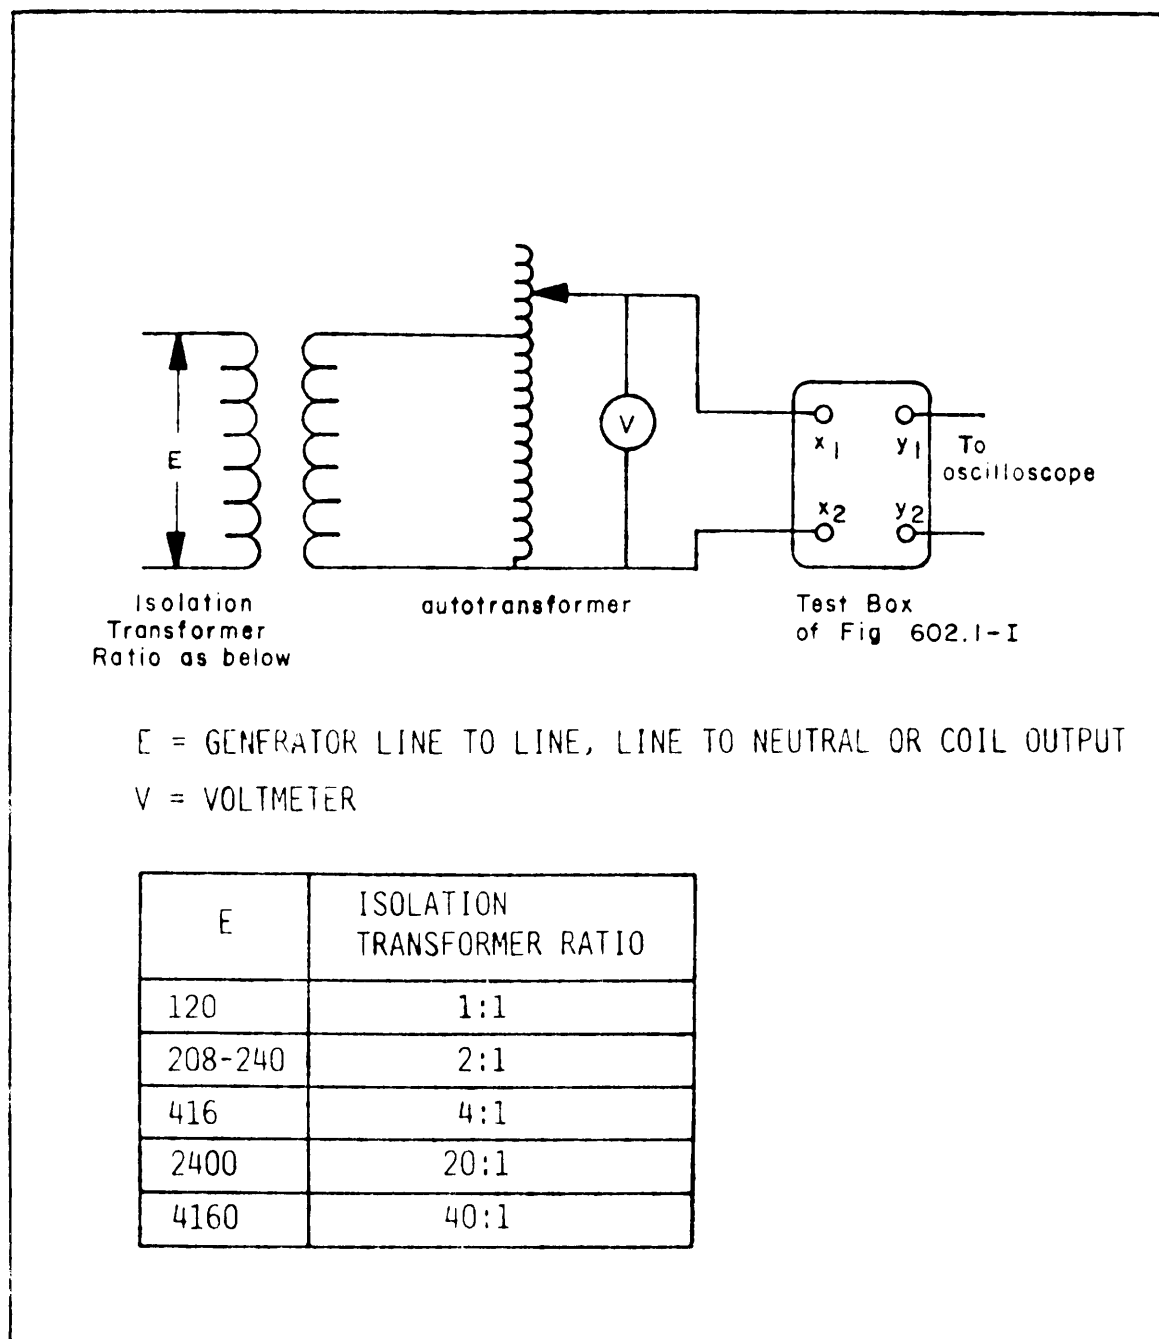 E
V
x1
y1
To
oscilloscope
x2
y2
Isolation
Transformer
Ratio as below
autotransformer
Test Box
of Fig 602.1-I
E = GENERATOR LINE TO LINE, LINE TO NEUTRAL OR COIL OUTPUT
V = VOLTMETER
E
ISOLATION
TRANSFORMER RATIO
120 1:1
208-240 2:1
416 4:1
2400 20:1
4160 40:1